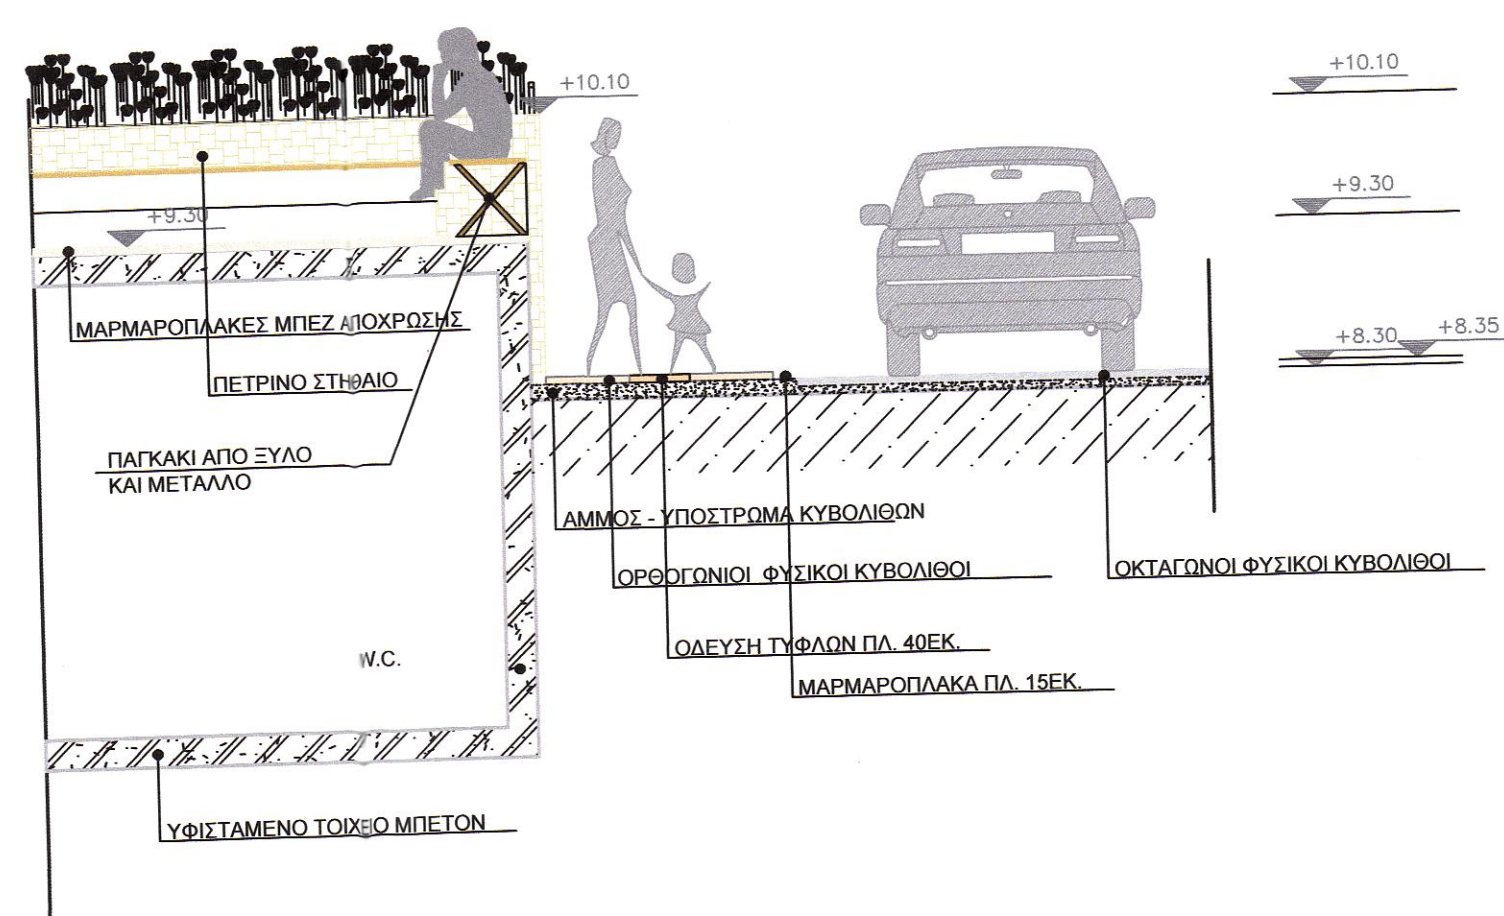 +10.10
+10.10
+9.30
+9.30
+8.30
+8.35
ΜΑΡΜΑΡΟΠΛΑΚΕΣ ΜΠΕΖ ΑΠΟΧΡΩΣΗΣ
ΠΕΤΡΙΝΟ ΣΤΗΘΑΙΟ
ΠΑΓΚΑΚΙ ΑΠΟ ΞΥΛΟ
ΚΑΙ ΜΕΤΑΛΛΟ
ΑΜΜΟΣ - ΥΠΟΣΤΡΩΜΑ ΚΥΒΟΛΙΘΩΝ
ΟΡΘΟΓΩΝΙΟΙ ΦΥΣΙΚΟΙ ΚΥΒΟΛΙΘΟΙ
ΟΚΤΑΓΩΝΟΙ ΦΥΣΙΚΟΙ ΚΥΒΟΛΙΘΟΙ
ΟΔΕΥΣΗ ΤΥΦΛΩΝ ΠΛ. 40ΕΚ.
ΜΑΡΜΑΡΟΠΛΑΚΑ ΠΛ. 15ΕΚ.
W.C.
ΥΦΙΣΤΑΜΕΝΟ ΤΟΙΧΕΙΟ ΜΠΕΤΟΝ